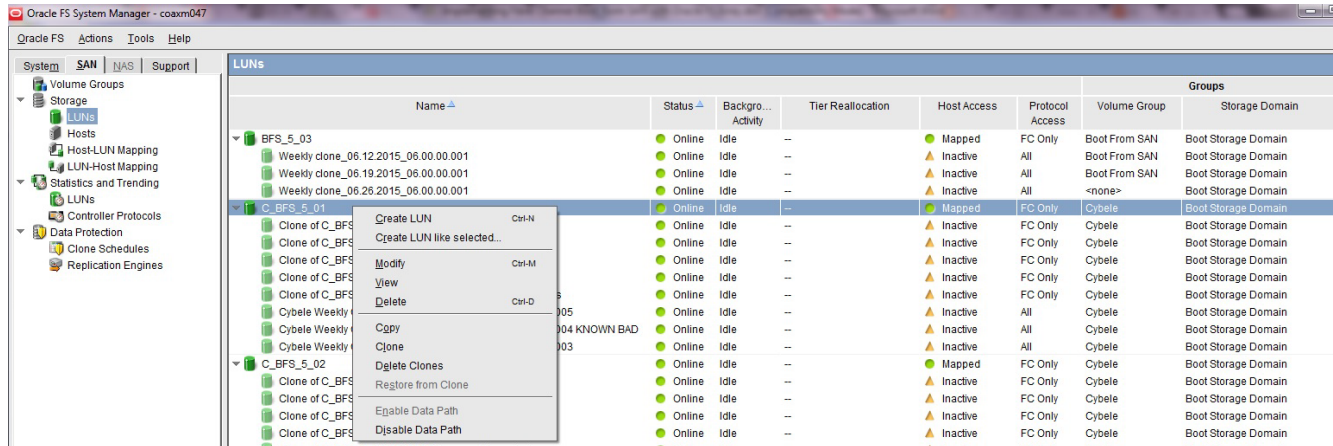 Oracle FS System Manager - coaxm047
Oracle FS Actions Tools Help
System SAN NAS Support
Volume Groups
Storage
LUNs
Hosts
Host-LUN Mapping
LUN-Host Mapping
Statistics and Trending
LUNs
Controller Protocols
Data Protection
Clone Schedules
Replication Engines
LUNs
Groups
Name Status Backgro... Activity Tier Reallocation Host Access Protocol Access Volume Group Storage Domain
BFS_5_03 Online Idle -- Mapped FC Only Boot From SAN Boot Storage Domain
Weekly clone_06.12.2015_06.00.00.001 Online Idle -- Inactive All Boot From SAN Boot Storage Domain
Weekly clone_06.19.2015_06.00.00.001 Online Idle -- Inactive All Boot From SAN Boot Storage Domain
Weekly clone_06.26.2015_06.00.00.001 Online Idle -- Inactive All <none> Boot Storage Domain
C_BFS_5_01 Online Idle -- Mapped FC Only Cybele Boot Storage Domain
Clone of C_BFS Online Idle -- Inactive FC Only Cybele Boot Storage Domain
Clone of C_BFS Online Idle -- Inactive FC Only Cybele Boot Storage Domain
Clone of C_BFS Online Idle -- Inactive FC Only Cybele Boot Storage Domain
Clone of C_BFS Online Idle -- Inactive FC Only Cybele Boot Storage Domain
Clone of C_BFS s Online Idle -- Inactive FC Only Cybele Boot Storage Domain
Cybele Weekly 005 Online Idle -- Inactive All Cybele Boot Storage Domain
Cybele Weekly 004 KNOWN BAD Online Idle -- Inactive All Cybele Boot Storage Domain
Cybele Weekly 003 Online Idle -- Inactive All Cybele Boot Storage Domain
C_BFS_5_02 Online Idle -- Mapped FC Only Cybele Boot Storage Domain
Clone of C_BFS Online Idle -- Inactive FC Only Cybele Boot Storage Domain
Clone of C_BFS Online Idle -- Inactive FC Only Cybele Boot Storage Domain
Clone of C_BFS Online Idle -- Inactive FC Only Cybele Boot Storage Domain
Clone of C_BFS Online Idle -- Inactive FC Only Cybele Boot Storage Domain
Create LUN Ctrl-N
Create LUN like selected...
Modify Ctrl-M
View
Delete Ctrl-D
Copy
Clone
Delete Clones
Restore from Clone
Enable Data Path
Disable Data Path